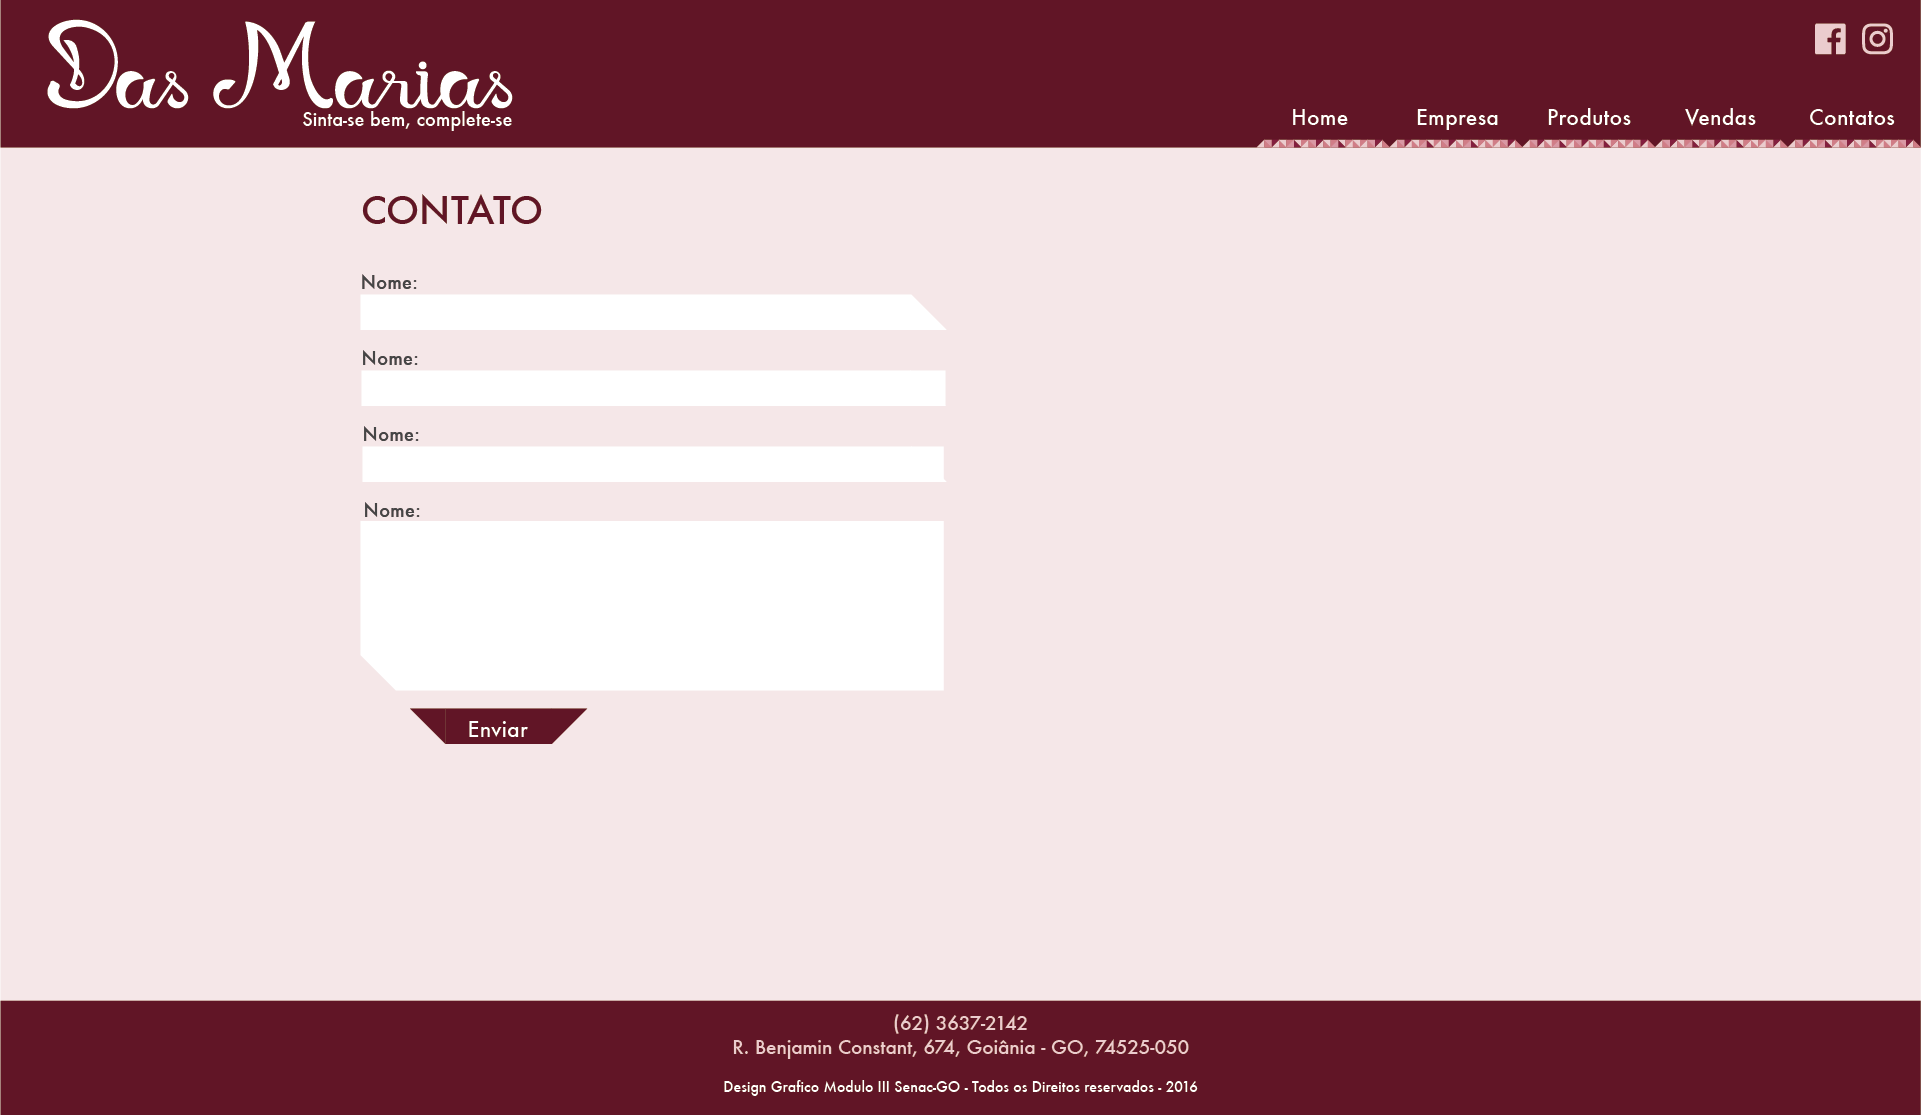 Das Marias
Sinta-se bem, complete-se
Home Empresa Produtos Vendas Contatos
CONTATO
Nome:
Nome:
Nome:
Nome:
Enviar
(62) 3637-2142
R. Benjamin Constant, 674, Goiânia - GO, 74525-050
Design Grafico Modulo III Senac-GO - Todos os Direitos reservados - 2016